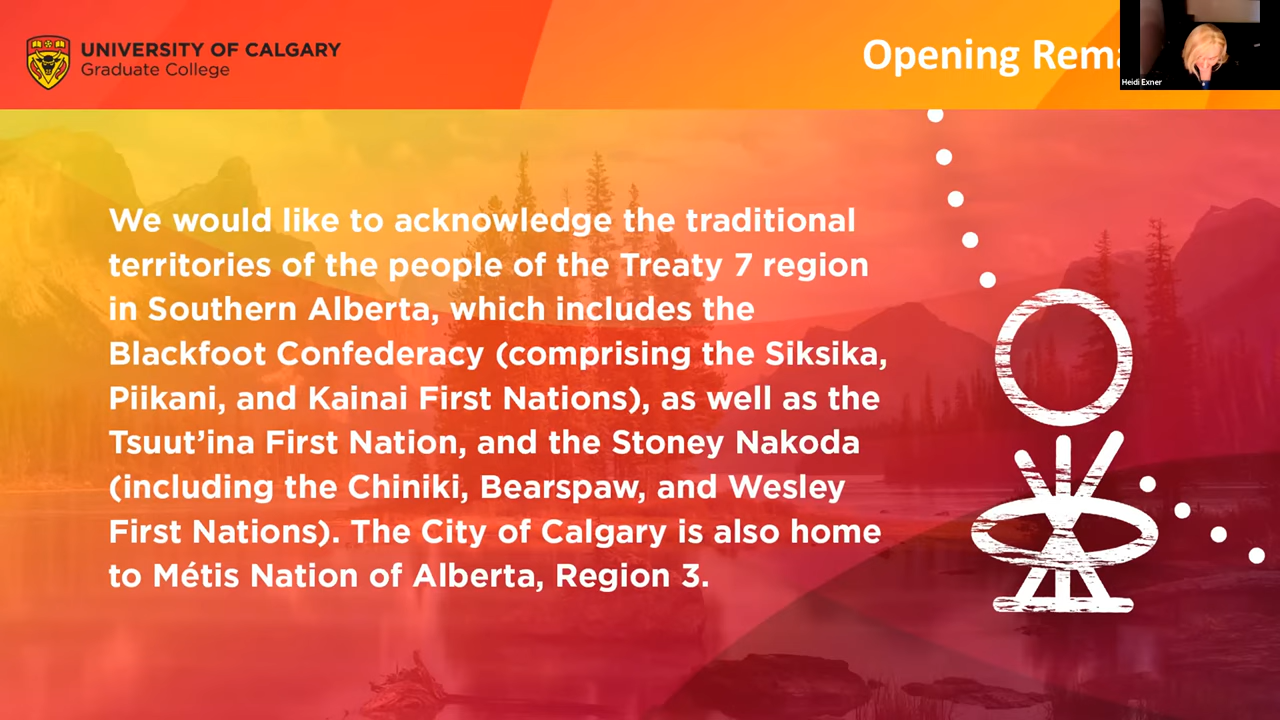 UNIVERSITY OF CALGARY
Graduate College
Opening Rema
Heidi Exner
We would like to acknowledge the traditional
territories of the people of the Treaty 7 region
in Southern Alberta, which includes the
Blackfoot Confederacy (comprising the Siksika,
Piikani, and Kainai First Nations), as well as the
Tsuut’ina First Nation, and the Stoney Nakoda
(including the Chiniki, Bearspaw, and Wesley
First Nations). The City of Calgary is also home
to Métis Nation of Alberta, Region 3.